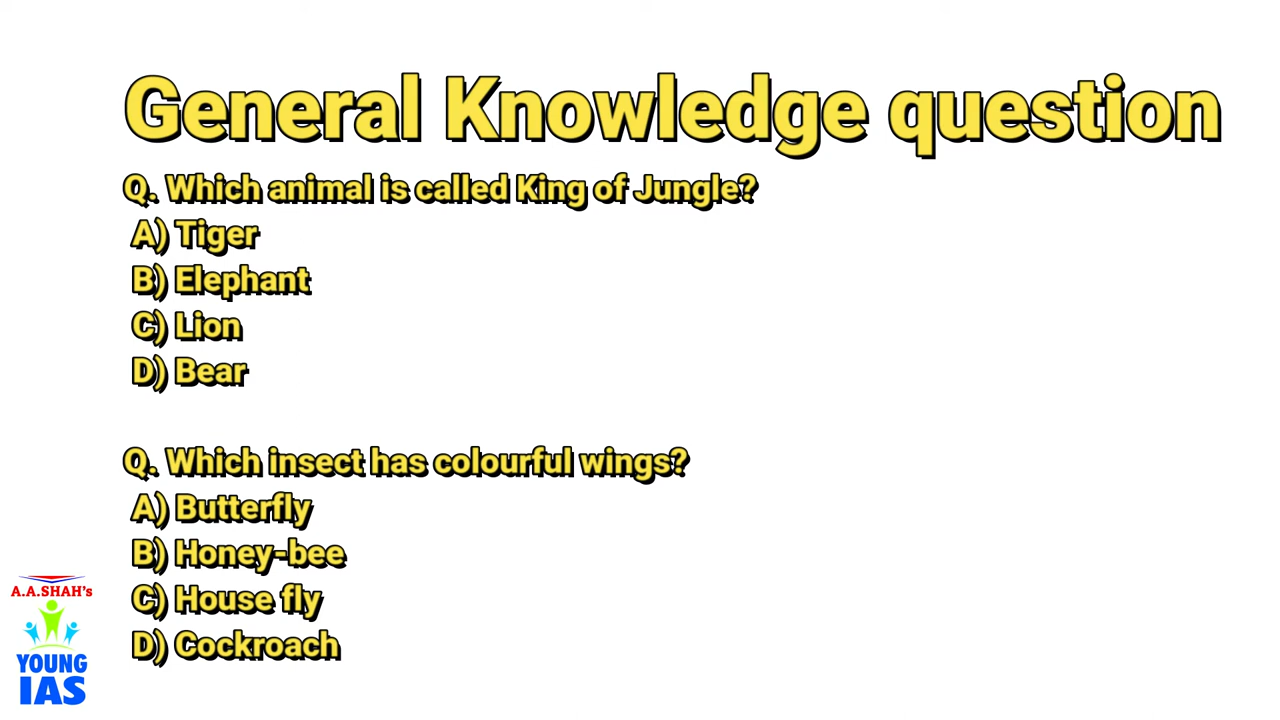 General Knowledge question
Q. Which animal is called King of Jungle?
A) Tiger
B) Elephant
C) Lion
D) Bear
Q. Which insect has colourful wings?
A) Butterfly
B) Honey-bee
C) House fly
D) Cockroach
A.A.SHAH's
YOUNG
IAS